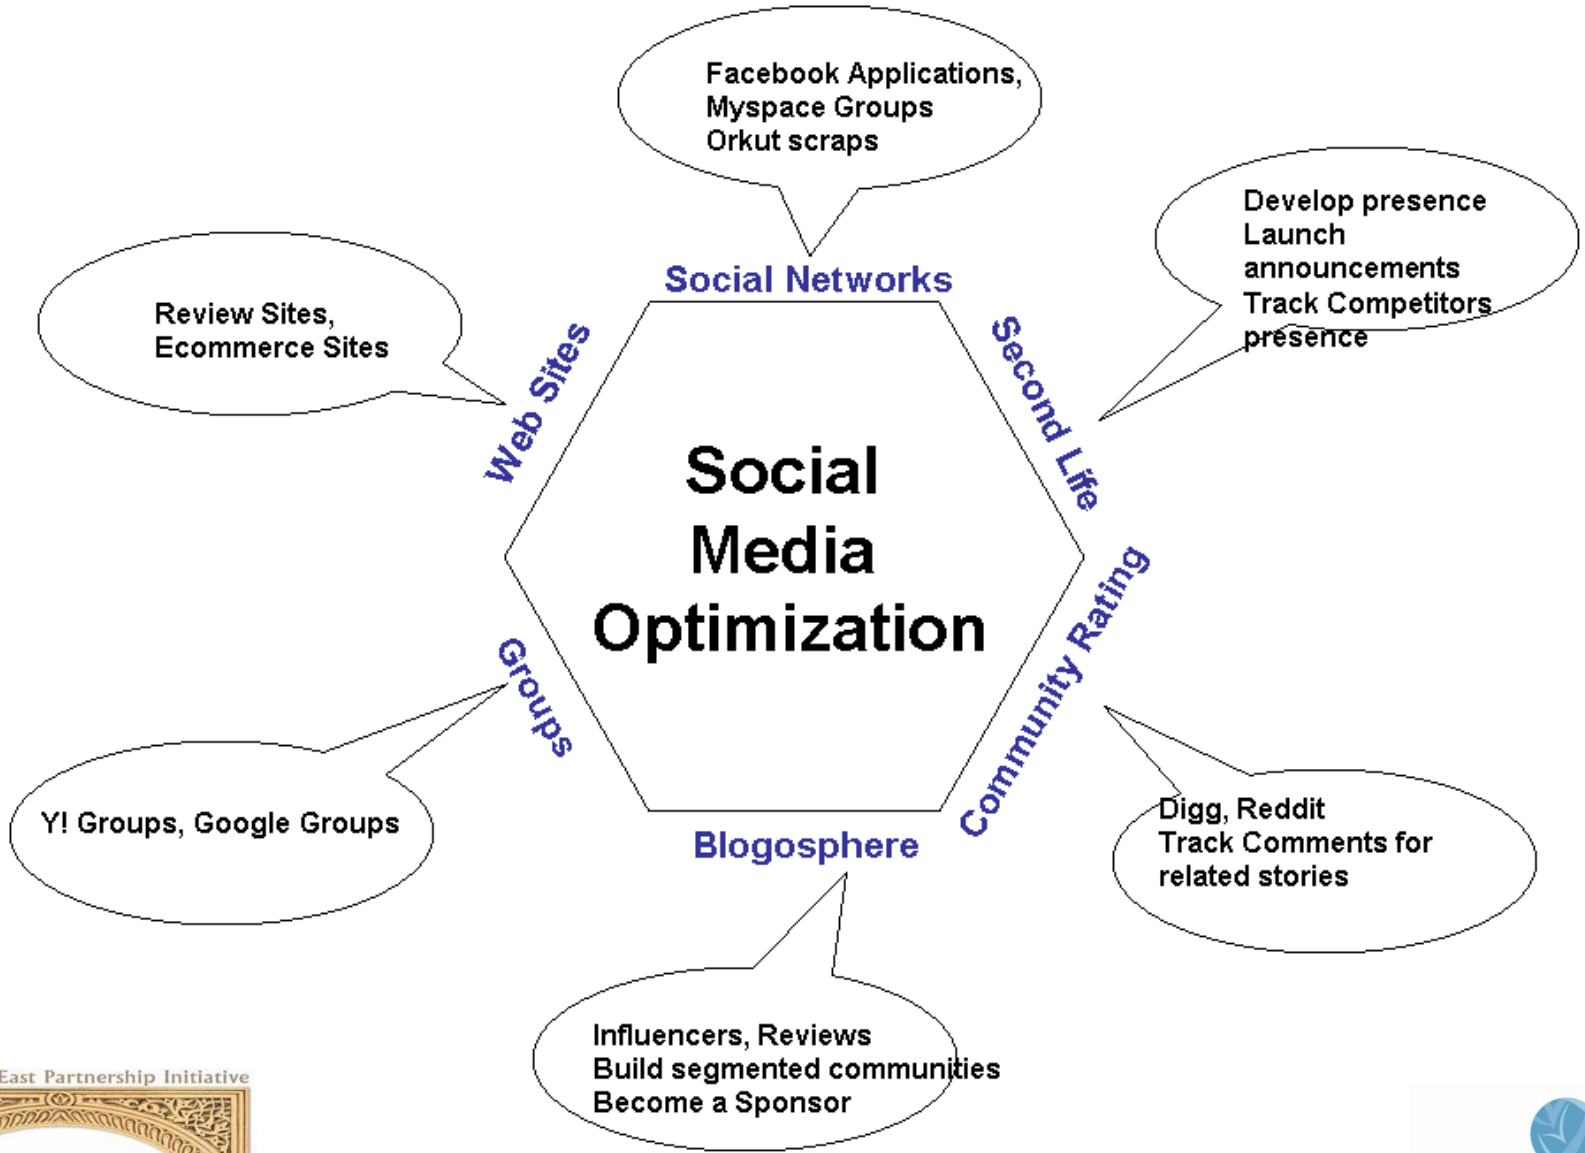 Facebook Applications,
Myspace Groups
Orkut scraps
Develop presence
Launch
announcements
Track Competitors
presence
Review Sites,
Ecommerce Sites
Social Networks
Second Life
Web Sites
Social
Media
Optimization
Community Rating
Groups
Y! Groups, Google Groups
Digg, Reddit
Track Comments for
related stories
Blogosphere
Influencers, Reviews
Build segmented communities
Become a Sponsor
East Partnership Initiative